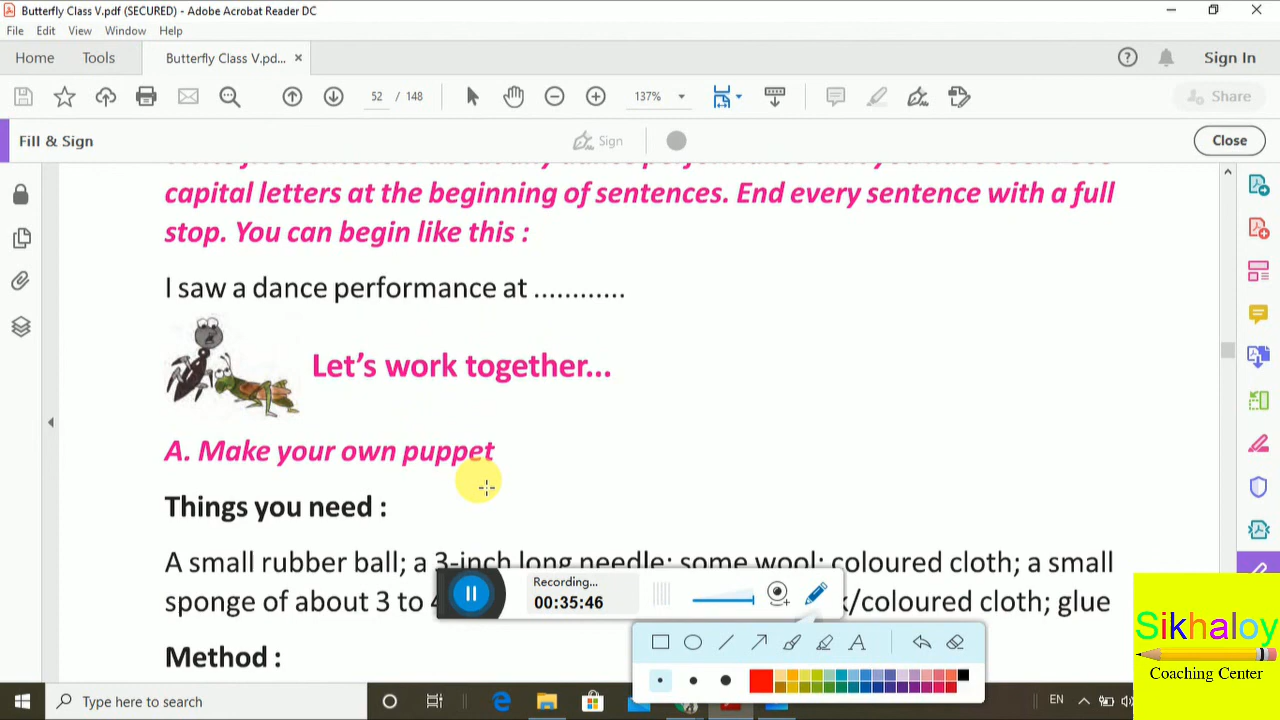 Butterfly Class V.pdf (SECURED) - Adobe Acrobat Reader DC
File Edit View Window Help
Home Tools Butterfly Class V.pd... ×
Sign In
52 / 148
137%
Share
Fill & Sign
Sign
Close
capital letters at the beginning of sentences. End every sentence with a full
stop. You can begin like this :
I saw a dance performance at ............
Let's work together...
A. Make your own puppet
Things you need :
A small rubber ball; a 3-inch long needle; some wool; coloured cloth; a small
sponge of about 3 to
/coloured cloth; glue
Method :
Recording...
00:35:46
A
Sikhaloy
Coaching Center
Type here to search
EN